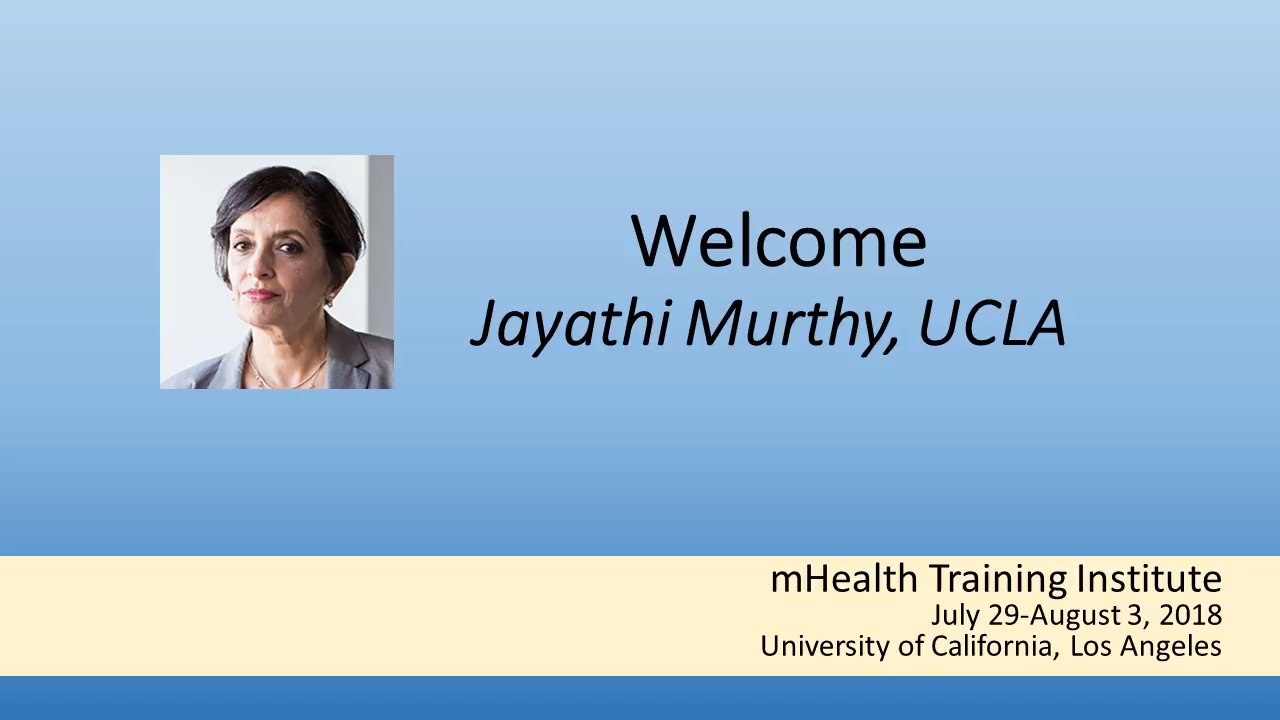 Welcome
Jayathi Murthy, UCLA
mHealth Training Institute
July 29-August 3, 2018
University of California, Los Angeles